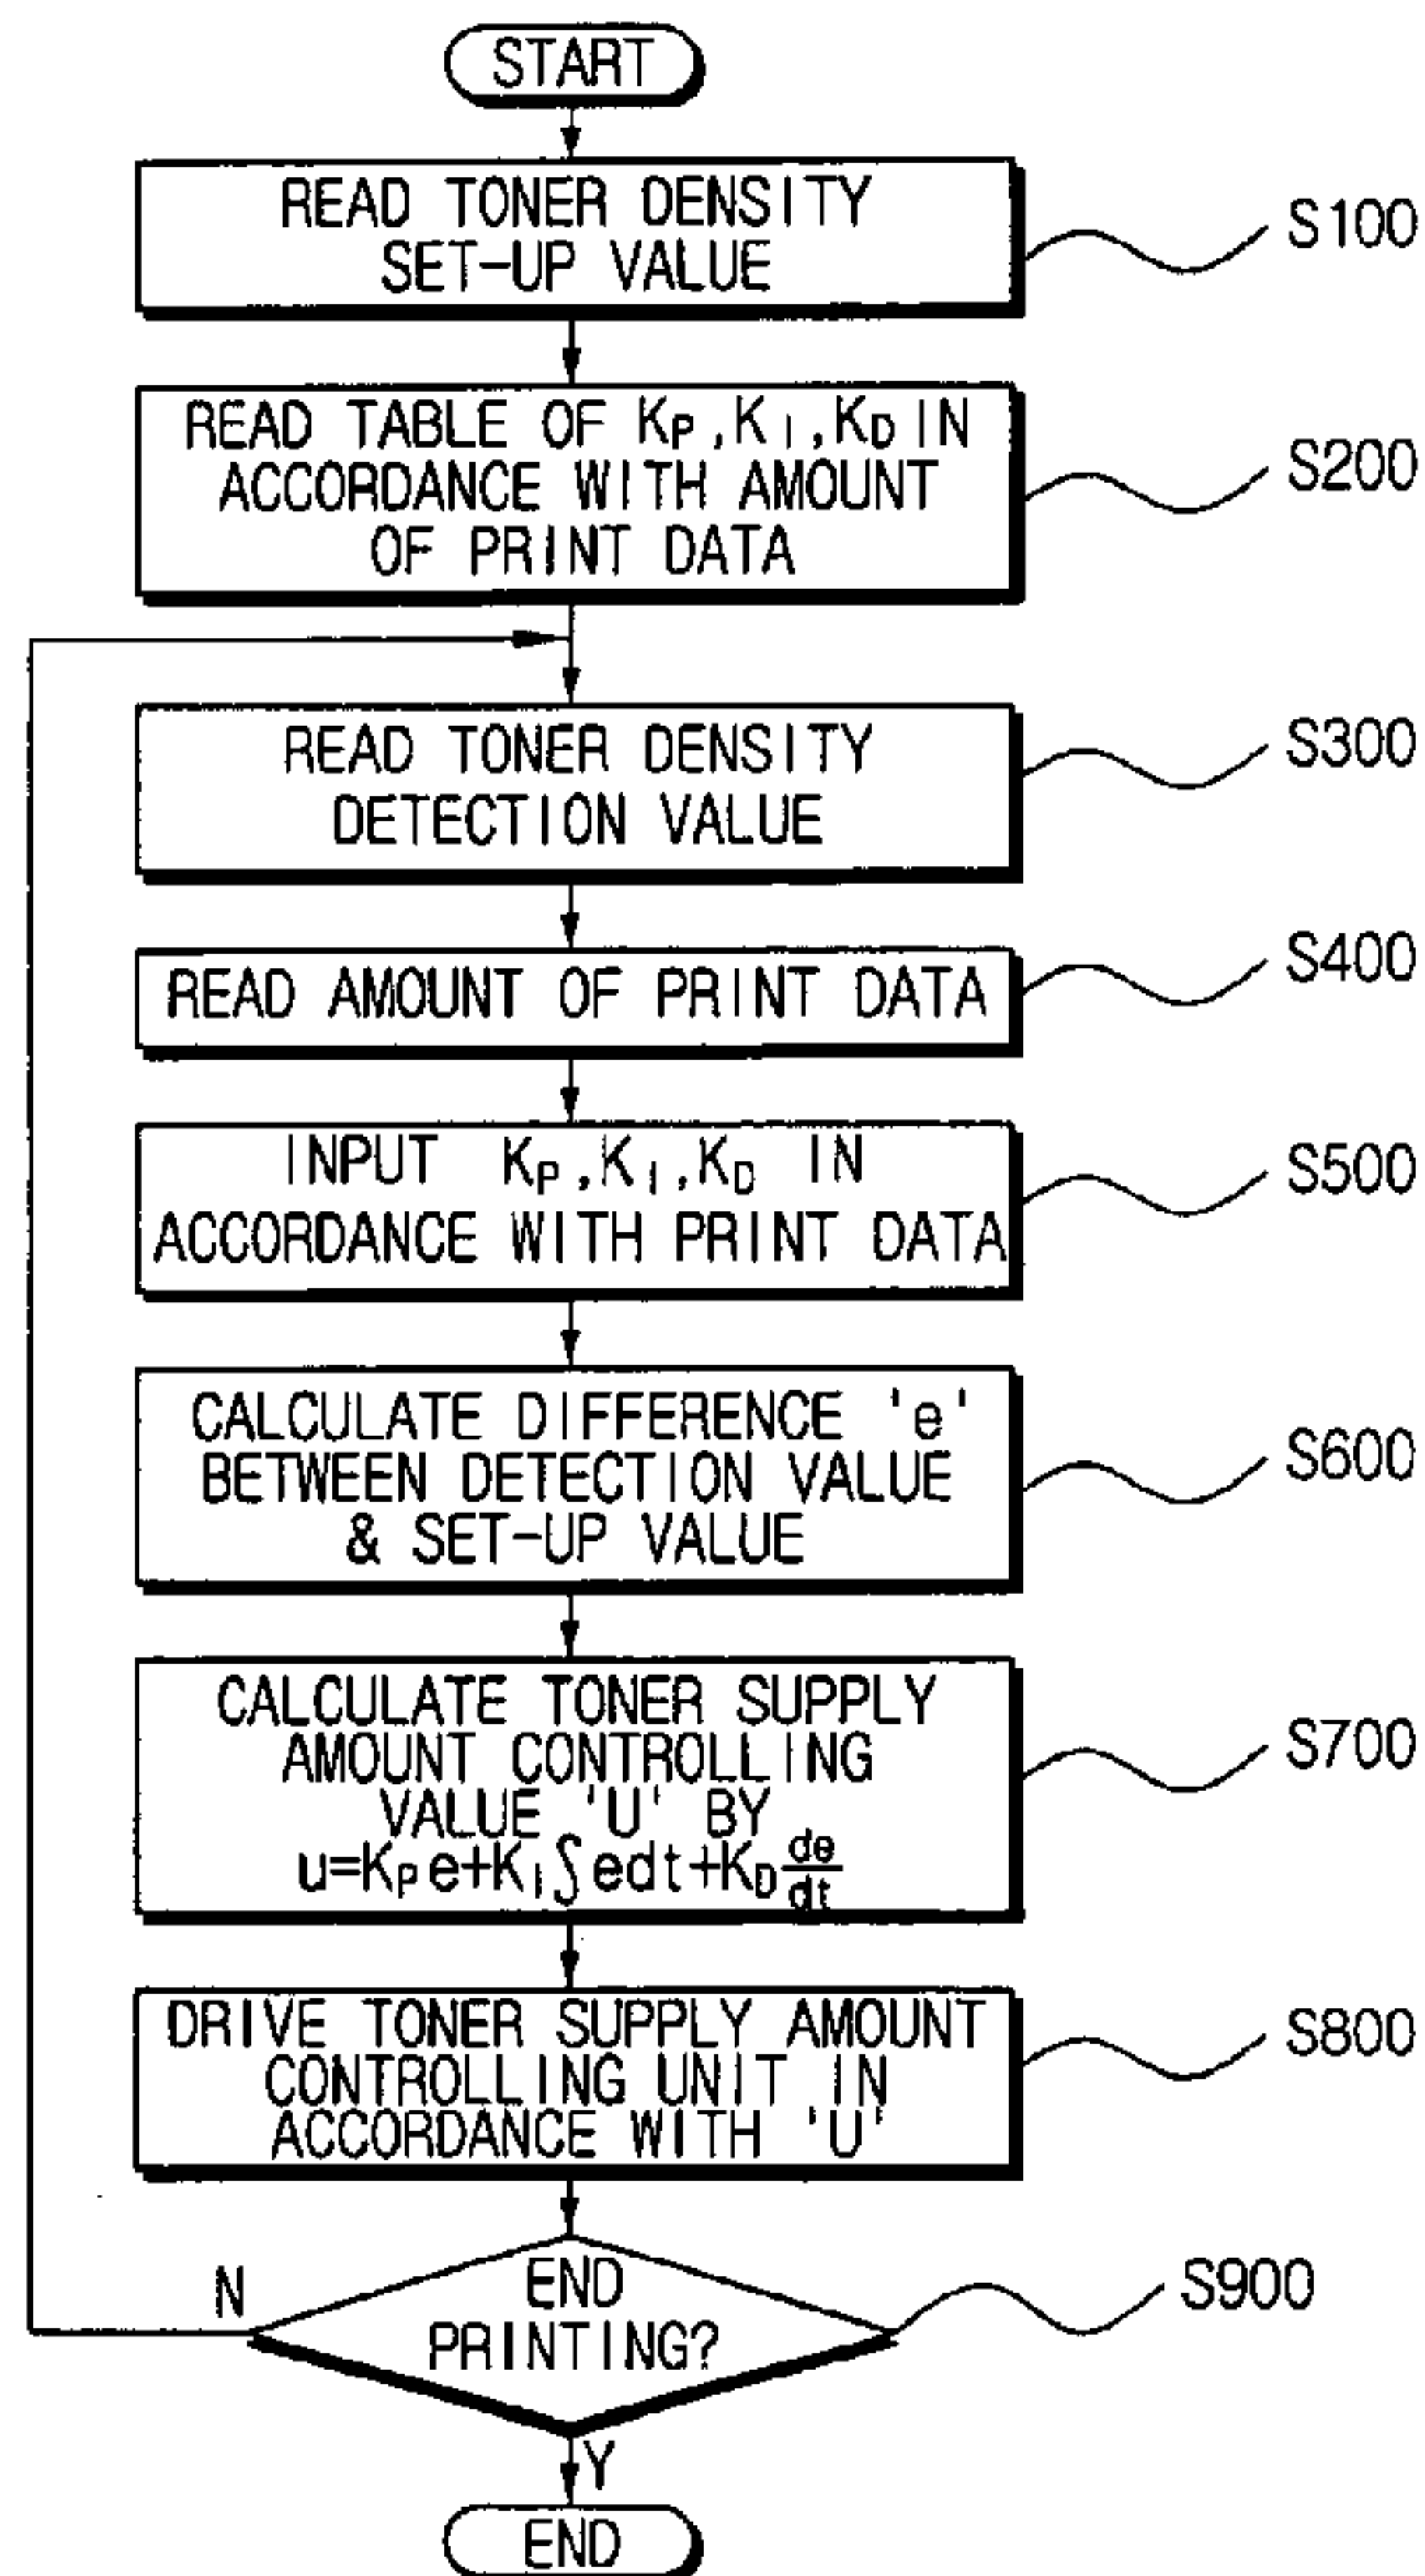 START
READ TONER DENSITY
SET-UP VALUE
S100
READ TABLE OF KP,KI,KD IN
ACCORDANCE WITH AMOUNT
OF PRINT DATA
S200
READ TONER DENSITY
DETECTION VALUE
S300
READ AMOUNT OF PRINT DATA
S400
INPUT KP,KI,KD IN
ACCORDANCE WITH PRINT DATA
S500
CALCULATE DIFFERENCE 'e'
BETWEEN DETECTION VALUE
& SET-UP VALUE
S600
CALCULATE TONER SUPPLY
AMOUNT CONTROLLING
VALUE 'U' BY
u=KPe+KI∫edt+KD de/dt
S700
DRIVE TONER SUPPLY AMOUNT
CONTROLLING UNIT IN
ACCORDANCE WITH 'U'
S800
END
PRINTING?
N
S900
Y
END